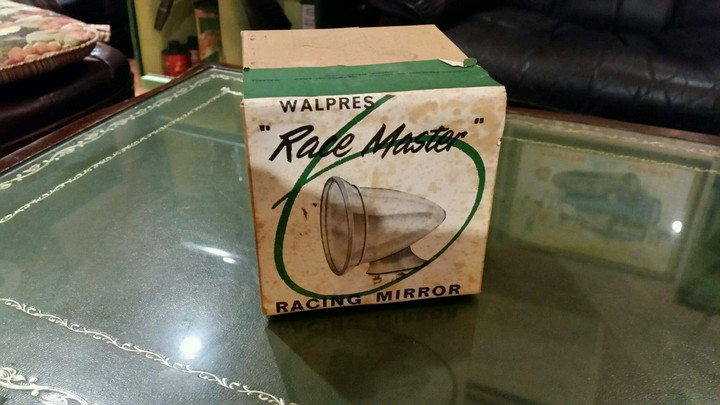 WALPRES
"Race Master"
RACING MIRROR